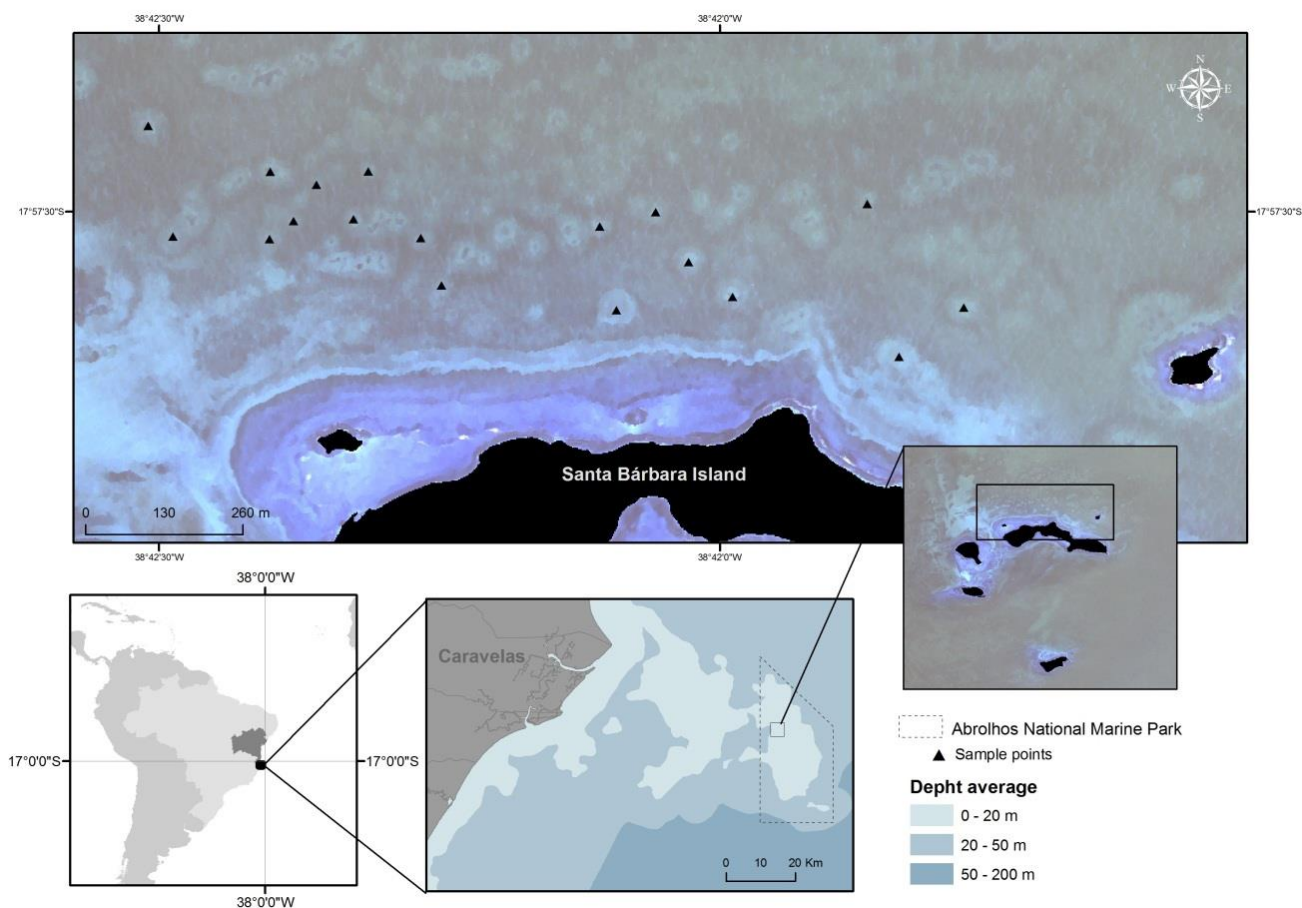 38°42'30"W
38°42'0"W
N
W
E
S
17°57'30"S
17°57'30"S
Santa Bárbara Island
0
130
260 m
38°42'30"W
38°42'0"W
38°0'0"W
17°0'0"S
17°0'0"S
38°0'0"W
Caravelas
0
10
20 Km
Abrolhos National Marine Park
Sample points
Depht average
0 - 20 m
20 - 50 m
50 - 200 m